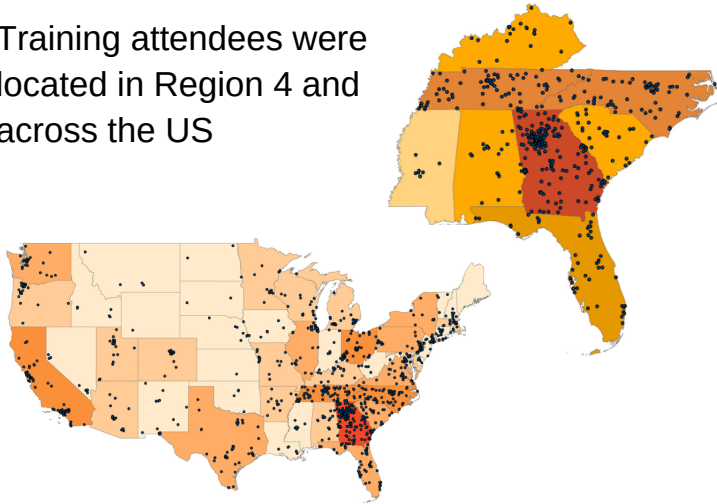 Training attendees were
located in Region 4 and
across the US